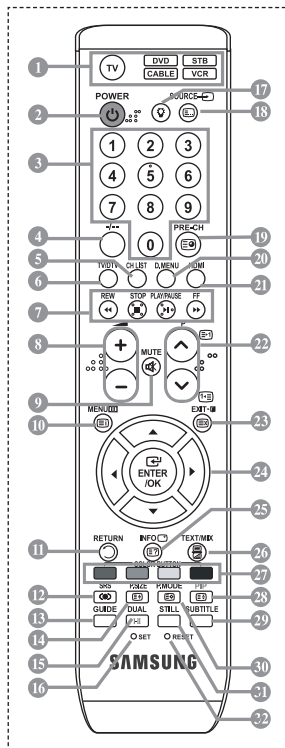 1 TV DVD STB
CABLE VCR
POWER SOURCE 17
2 18
3 1 2 3
4 5 6
7 8 9
4 -/-- 0 PRE-CH 19
5 20
6 TV/DTV CH LIST D.MENU HDMI 21
7 REW STOP PLAY/PAUSE FF
8 + P 22
9 MUTE
−
10 MENU EXIT 23
ENTER
/OK 24
25
11 RETURN INFO TEXT/MIX 26
27
12 SRS P.SIZE P.MODE PIP 28
13 GUIDE DUAL STILL SUBTITLE 29
14 I-II
15 SET RESET 30
16 SAMSUNG 31
32